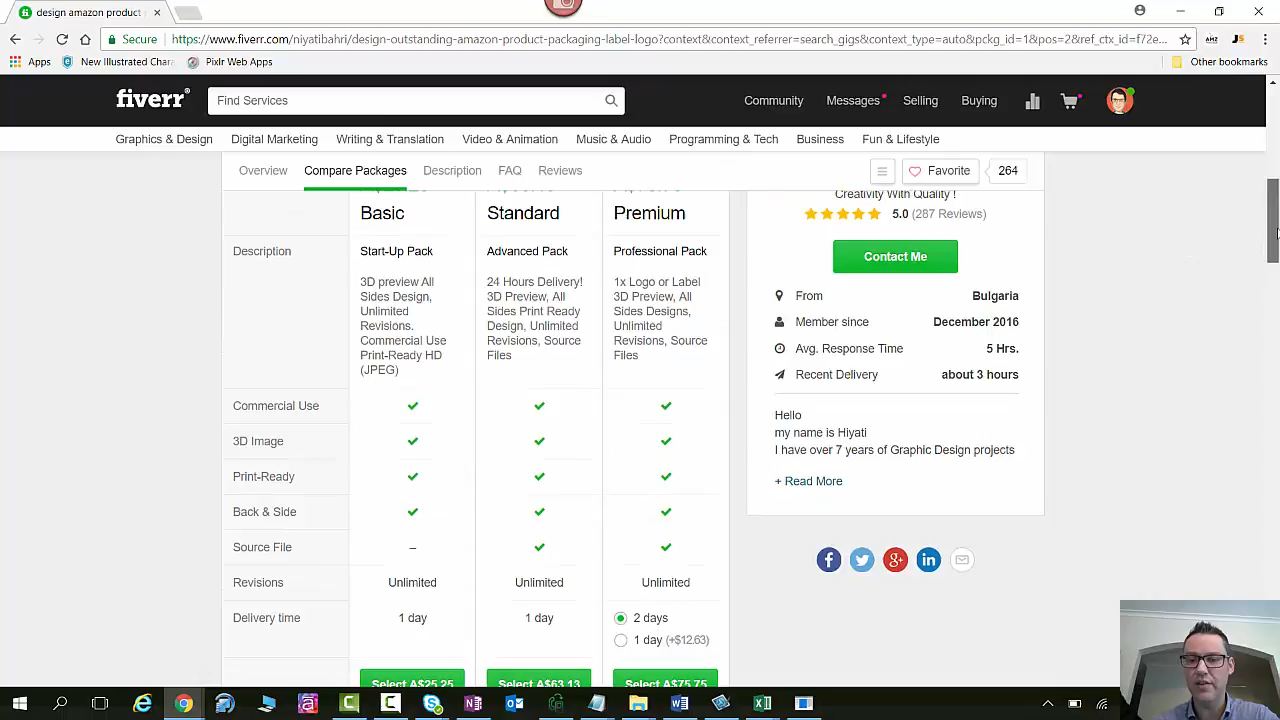 design amazon product
Secure
https://www.fiverr.com/niyatibahri/design-outstanding-amazon-product-packaging-label-logo?context&context_referrer=search_gigs&context_type=auto&pckg_id=1&pos=2&ref_ctx_id=f72e...
Apps
New Illustrated Char
Pixlr Web Apps
Other bookmarks
fiverr®
Find Services
Community
Messages
Selling
Buying
Graphics & Design
Digital Marketing
Writing & Translation
Video & Animation
Music & Audio
Programming & Tech
Business
Fun & Lifestyle
Overview
Compare Packages
Description
FAQ
Reviews
Favorite
264
Basic
Standard
Premium
Description
Start-Up Pack
3D preview All
Sides Design,
Unlimited
Revisions.
Commercial Use
Print-Ready HD
(JPEG)
Advanced Pack
24 Hours Delivery!
3D Preview, All
Sides Print Ready
Design, Unlimited
Revisions, Source
Files
Professional Pack
1x Logo or Label
3D Preview, All
Sides Designs,
Unlimited
Revisions, Source
Files
Commercial Use
3D Image
Print-Ready
Back & Side
Source File
–
Revisions
Unlimited
Unlimited
Unlimited
Delivery time
1 day
1 day
2 days
1 day (+$12.63)
Select A$25.25
Select A$63.13
Select A$75.75
Creativity With Quality !
5.0 (287 Reviews)
Contact Me
From
Bulgaria
Member since
December 2016
Avg. Response Time
5 Hrs.
Recent Delivery
about 3 hours
Hello
my name is Hiyati
I have over 7 years of Graphic Design projects
+ Read More